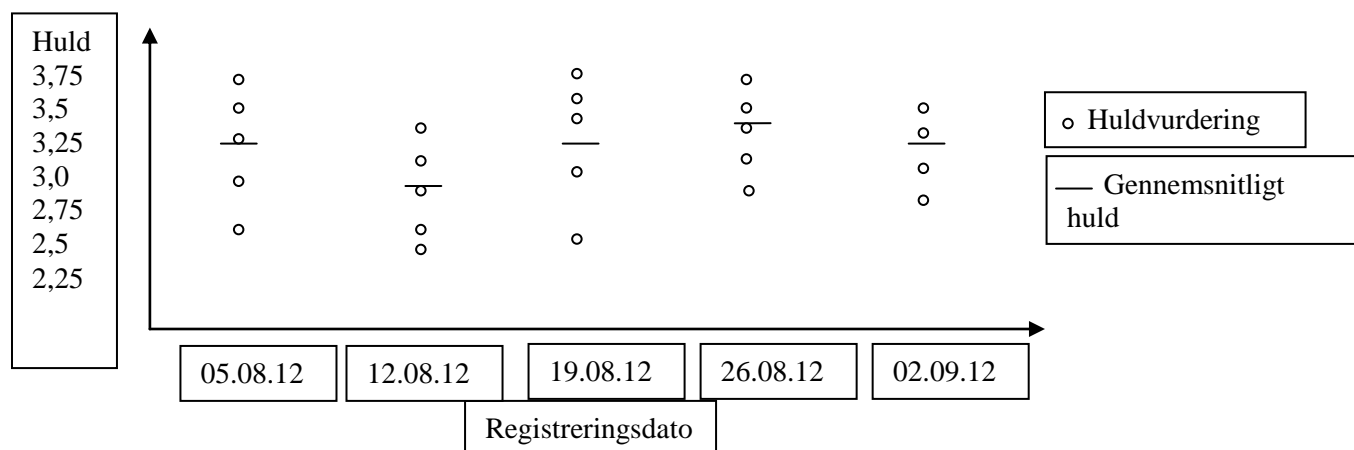 Huld
3,75
3,5
3,25
3,0
2,75
2,5
2,25
Huldvurdering
Gennemsnitligt
huld
05.08.12
12.08.12
19.08.12
26.08.12
02.09.12
Registreringsdato